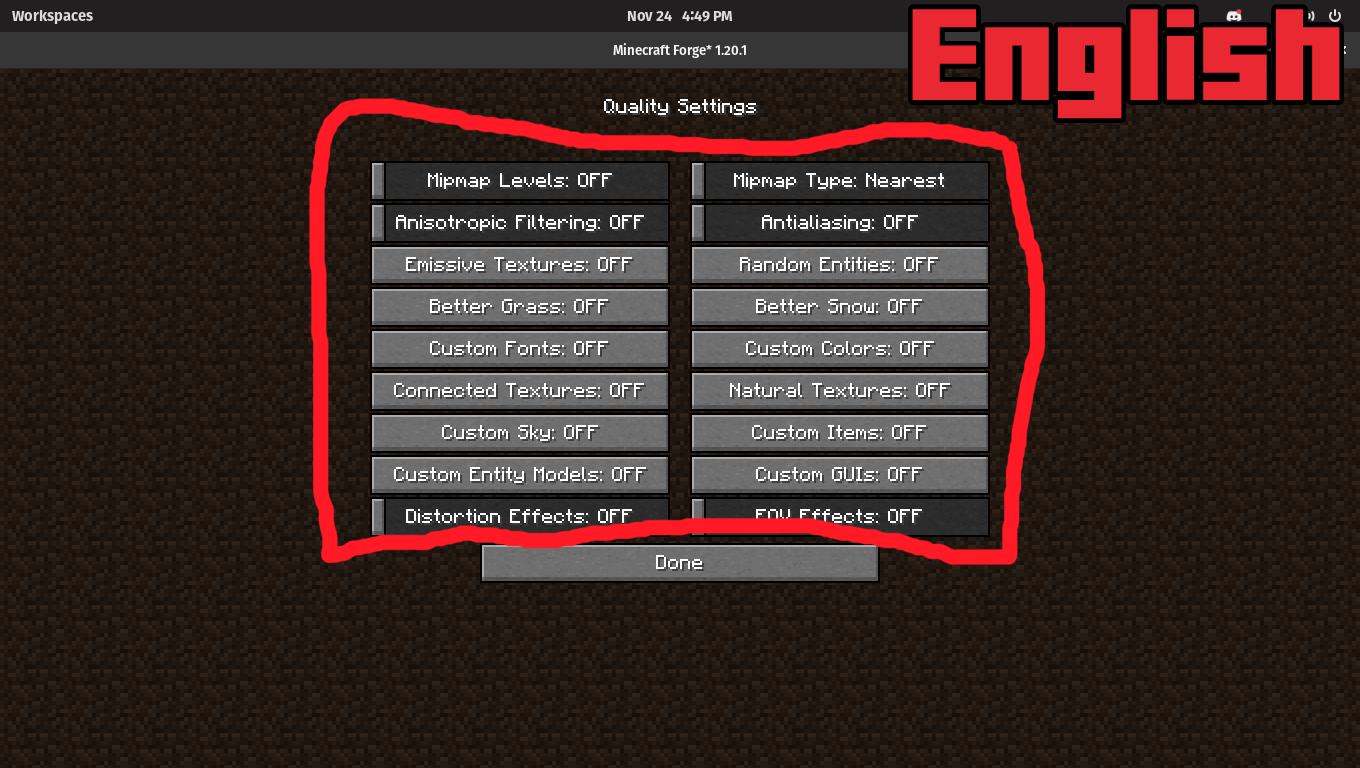 Workspaces Nov 24 4:49 PM
Minecraft Forge* 1.20.1
English
Quality Settings
Mipmap Levels: OFF Mipmap Type: Nearest
Anisotropic Filtering: OFF Antialiasing: OFF
Emissive Textures: OFF Random Entities: OFF
Better Grass: OFF Better Snow: OFF
Custom Fonts: OFF Custom Colors: OFF
Connected Textures: OFF Natural Textures: OFF
Custom Sky: OFF Custom Items: OFF
Custom Entity Models: OFF Custom GUIs: OFF
Distortion Effects: OFF FOV Effects: OFF
Done